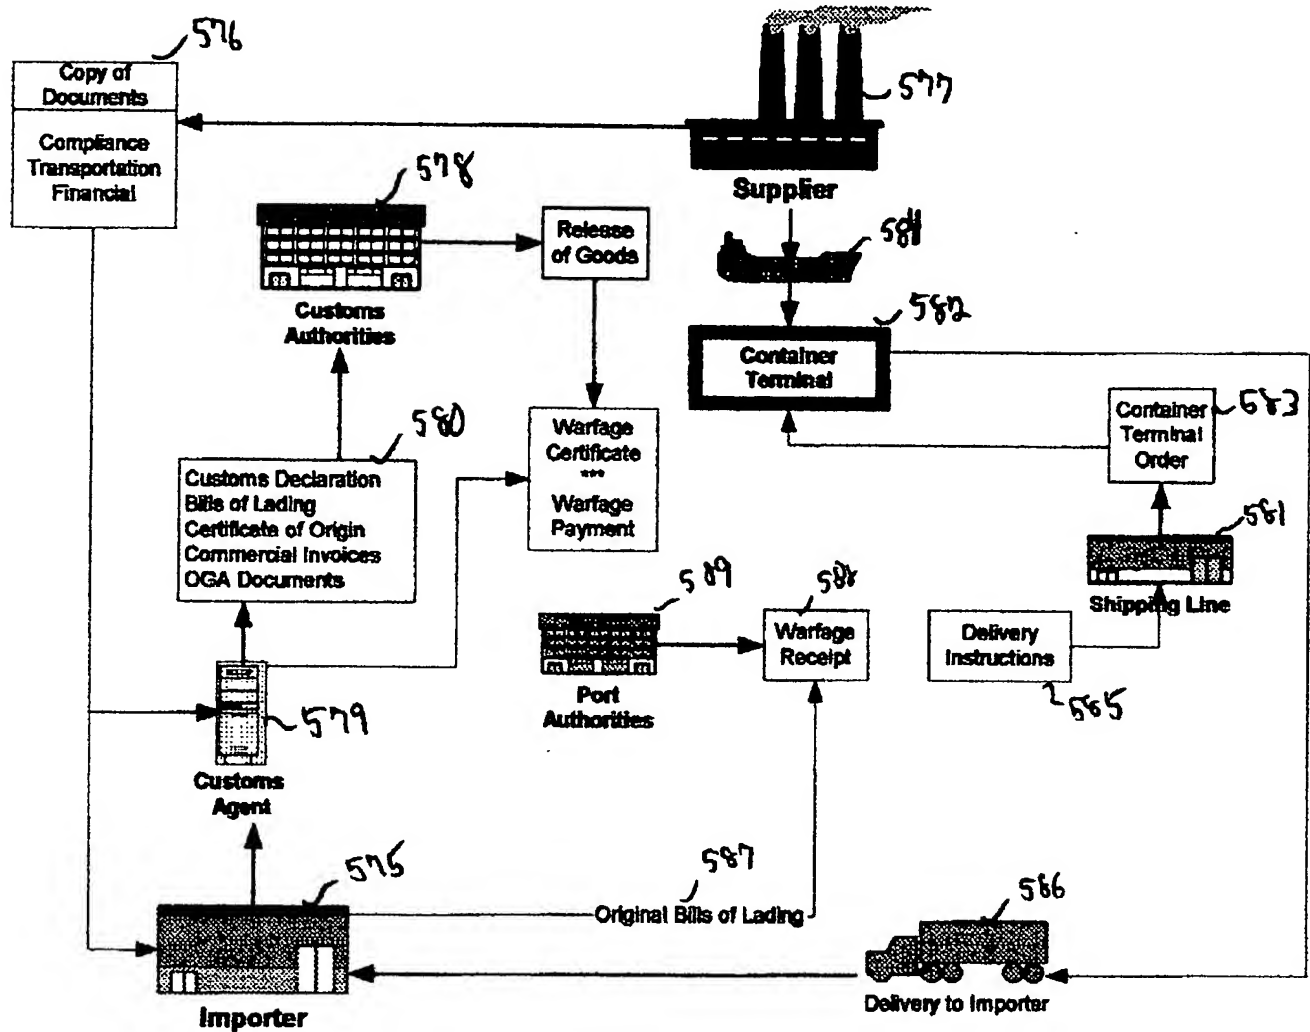 576
Copy of
Documents
Compliance
Transportation
Financial
577
Supplier
578
Customs
Authorities
Release
of Goods
582
Container
Terminal
583
Container
Terminal
Order
580
Customs Declaration
Bills of Lading
Certificate of Origin
Commercial Invoices
OGA Documents
Warfage
Certificate
***
Warfage
Payment
581
Shipping Line
589
Port
Authorities
588
Warfage
Receipt
Delivery
Instructions
585
579
Customs
Agent
575
Importer
587
Original Bills of Lading
586
Delivery to Importer